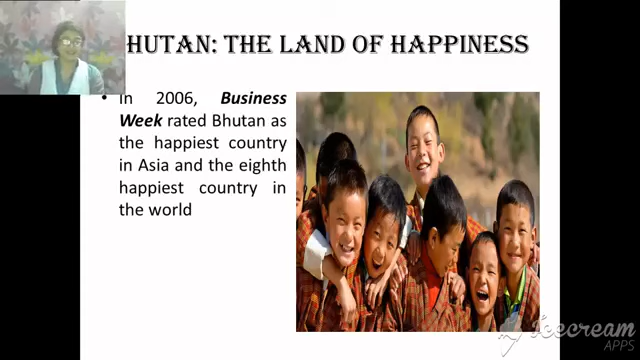 HUTAN: THE LAND OF HAPPINESS
• In 2006, Business
Week rated Bhutan as
the happiest country
in Asia and the eighth
happiest country in
the world
Icecream
APPS